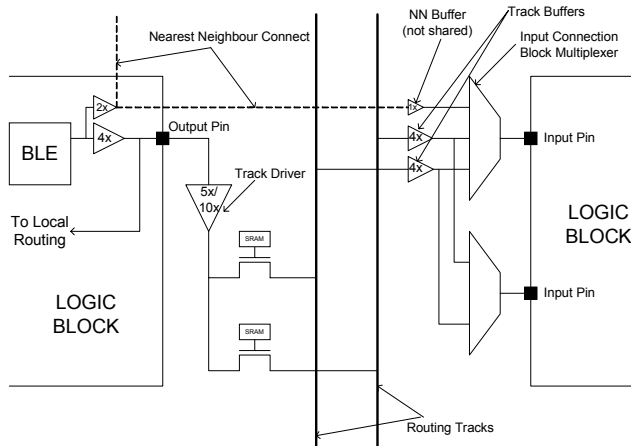 NN Buffer
(not shared)
Track Buffers
Nearest Neighbour Connect
Input Connection
Block Multiplexer
2x
1x
BLE
4x
Output Pin
4x
Input Pin
4x
5x/
10x
Track Driver
To Local
Routing
SRAM
LOGIC
BLOCK
LOGIC
BLOCK
Input Pin
SRAM
Routing Tracks